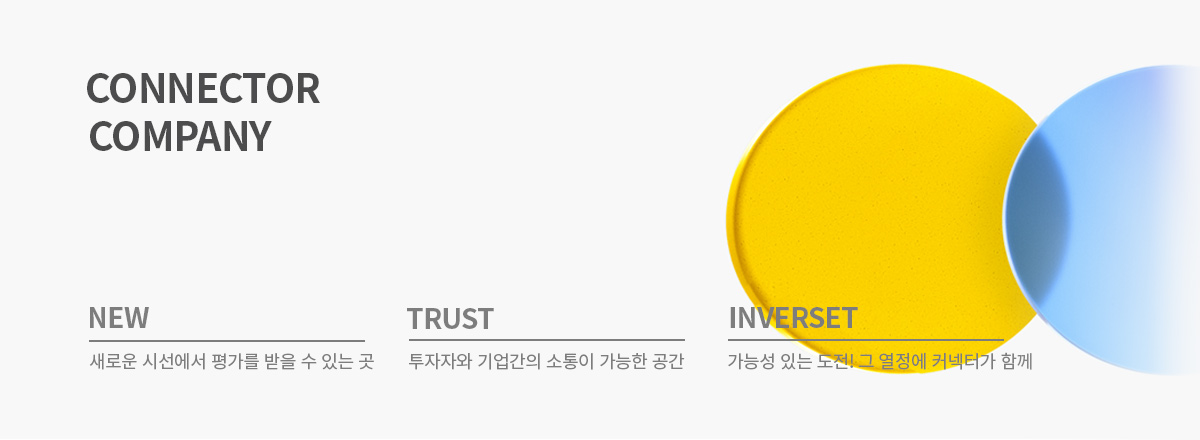 CONNECTOR
COMPANY
NEW
새로운 시선에서 평가를 받을 수 있는 곳
TRUST
투자자와 기업간의 소통이 가능한 공간
INVERSET
가능성 있는 도전! 그 열정에 커넥터가 함께